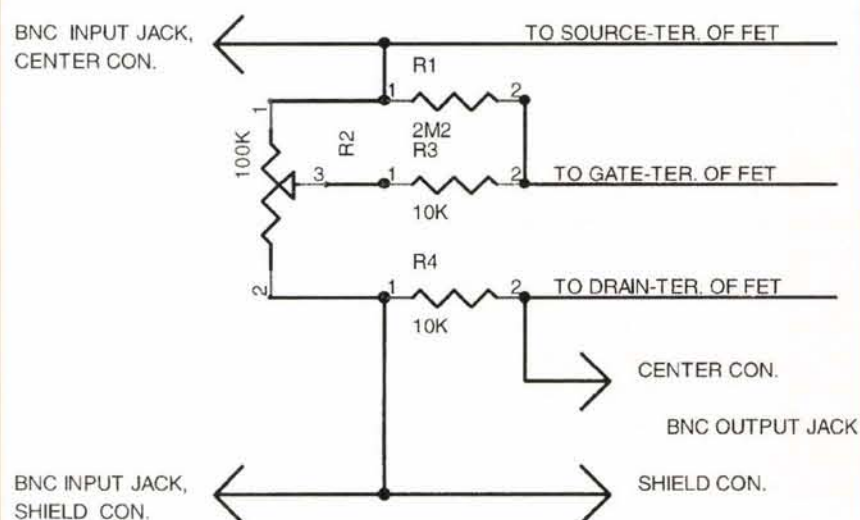 BNC INPUT JACK,
CENTER CON.
TO SOURCE-TER. OF FET
R1
1
2
2M2
1
100K
R2
3
R3
1
2
10K
TO GATE-TER. OF FET
R4
2
1
2
10K
TO DRAIN-TER. OF FET
CENTER CON.
BNC OUTPUT JACK
BNC INPUT JACK,
SHIELD CON.
SHIELD CON.